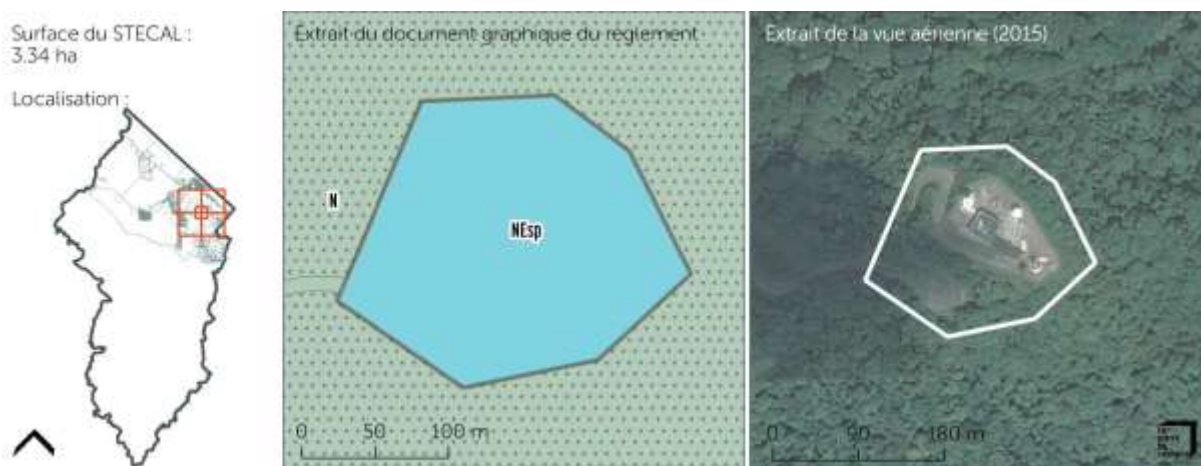 Surface du STECAL :
3.34 ha
Localisation :
Extrait du document graphique du règlement
N
NEsp
0 50 100 m
Extrait de la vue aérienne (2015)
0 90 180 m